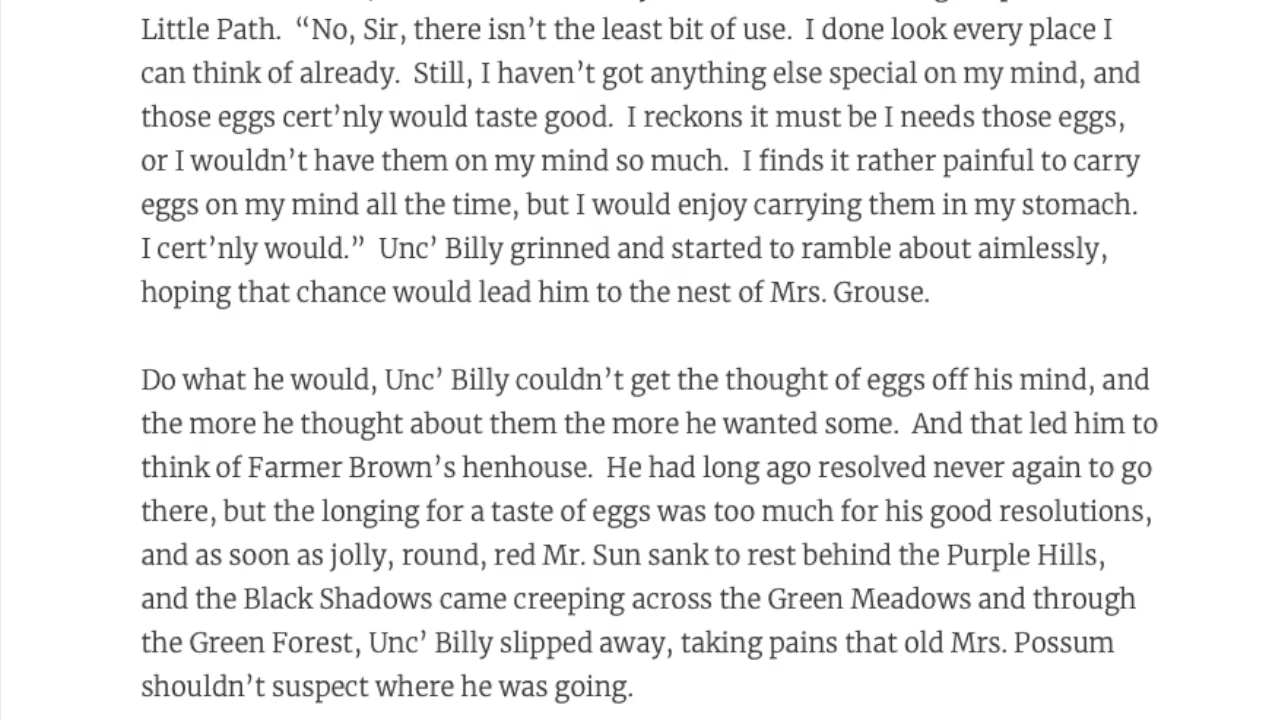 Little Path.  “No, Sir, there isn’t the least bit of use.  I done look every place I
can think of already.  Still, I haven’t got anything else special on my mind, and
those eggs cert’nly would taste good.  I reckons it must be I needs those eggs,
or I wouldn’t have them on my mind so much.  I finds it rather painful to carry
eggs on my mind all the time, but I would enjoy carrying them in my stomach.
I cert’nly would.”  Unc’ Billy grinned and started to ramble about aimlessly,
hoping that chance would lead him to the nest of Mrs. Grouse.
Do what he would, Unc’ Billy couldn’t get the thought of eggs off his mind, and
the more he thought about them the more he wanted some.  And that led him to
think of Farmer Brown’s henhouse.  He had long ago resolved never again to go
there, but the longing for a taste of eggs was too much for his good resolutions,
and as soon as jolly, round, red Mr. Sun sank to rest behind the Purple Hills,
and the Black Shadows came creeping across the Green Meadows and through
the Green Forest, Unc’ Billy slipped away, taking pains that old Mrs. Possum
shouldn’t suspect where he was going.